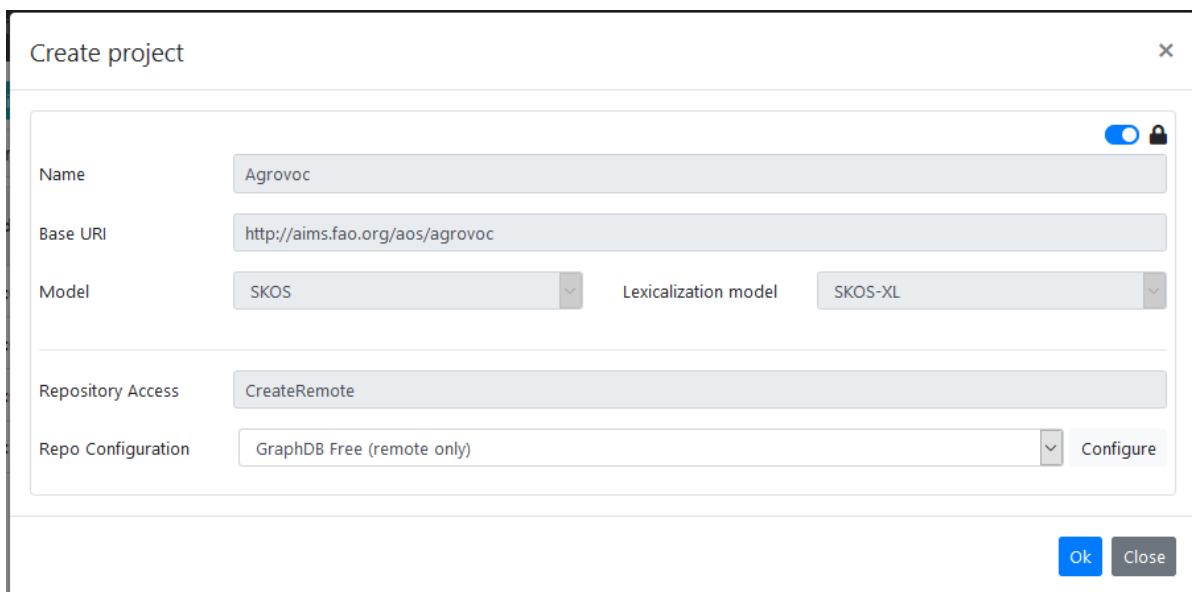 Create project ×
Name Agrovoc
Base URI http://aims.fao.org/aos/agrovoc
Model SKOS Lexicalization model SKOS-XL
Repository Access CreateRemote
Repo Configuration GraphDB Free (remote only) Configure
Ok Close